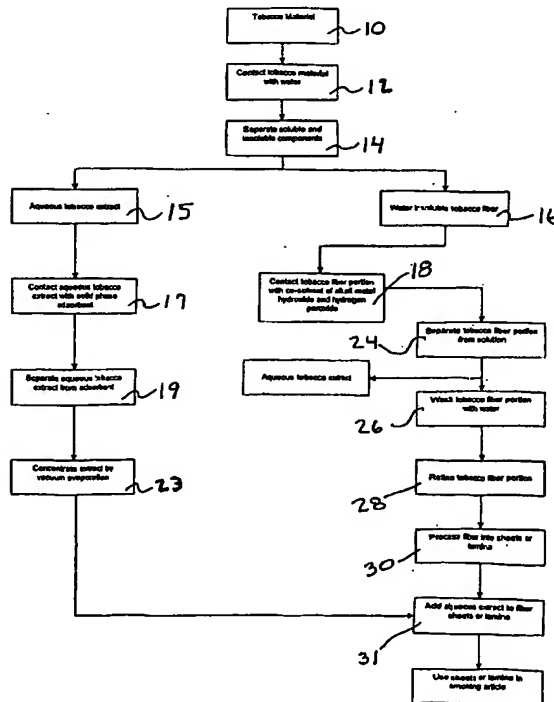 Tobacco Material
10
Contact tobacco material
with water
12
Separate soluble and
insoluble components
14
Aqueous tobacco extract
15
Water insoluble tobacco fiber
16
Contact aqueous tobacco
extract with solid phase
adsorbent
17
Contact tobacco fiber portion
with co-solvent of alkali metal
hydroxide and hydrogen
peroxide
18
Separate tobacco fiber portion
from solution
24
Separate aqueous tobacco
extract from adsorbent
19
Aqueous tobacco extract
Wash tobacco fiber portion
with water
26
Concentrate extract by
vacuum evaporation
23
Refine tobacco fiber portion
28
Process fiber into sheets or
lamina
30
Add aqueous extract to fiber
sheets or lamina
31
Use sheets or lamina in
smoking article